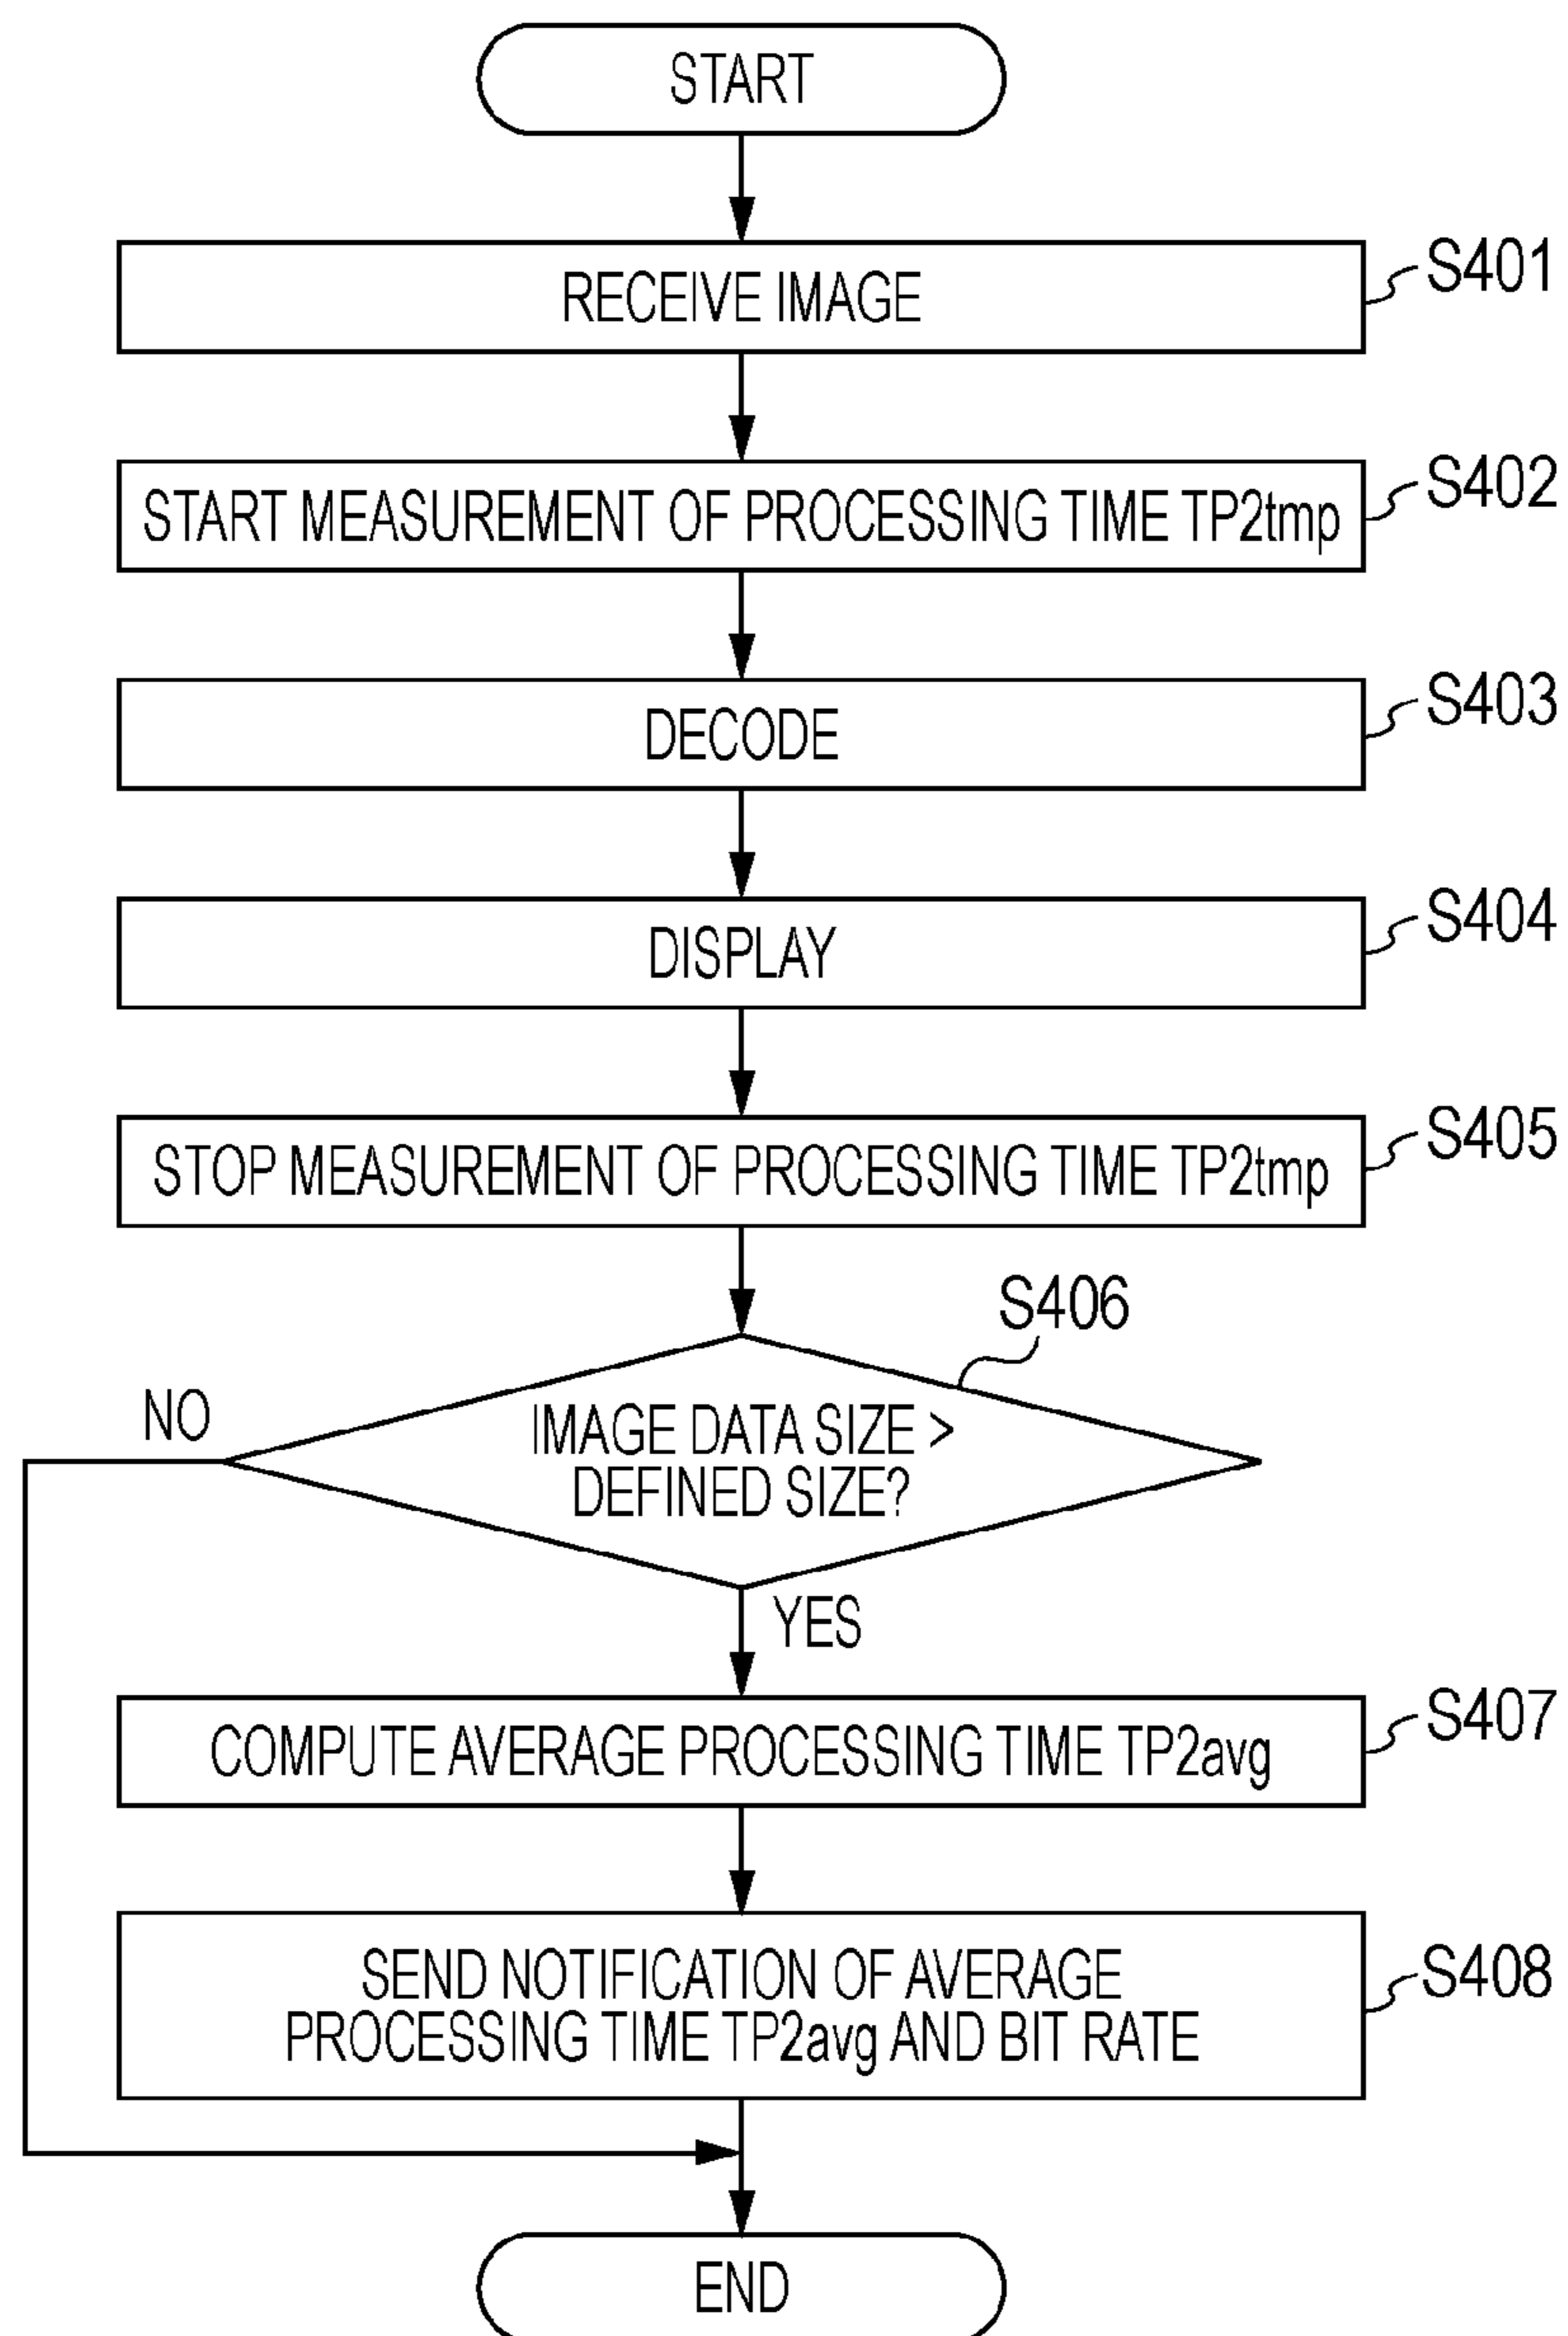 START
RECEIVE IMAGE
S401
START MEASUREMENT OF PROCESSING TIME TP2tmp
S402
DECODE
S403
DISPLAY
S404
STOP MEASUREMENT OF PROCESSING TIME TP2tmp
S405
S406
NO
IMAGE DATA SIZE >
DEFINED SIZE?
YES
COMPUTE AVERAGE PROCESSING TIME TP2avg
S407
SEND NOTIFICATION OF AVERAGE
PROCESSING TIME TP2avg AND BIT RATE
S408
END